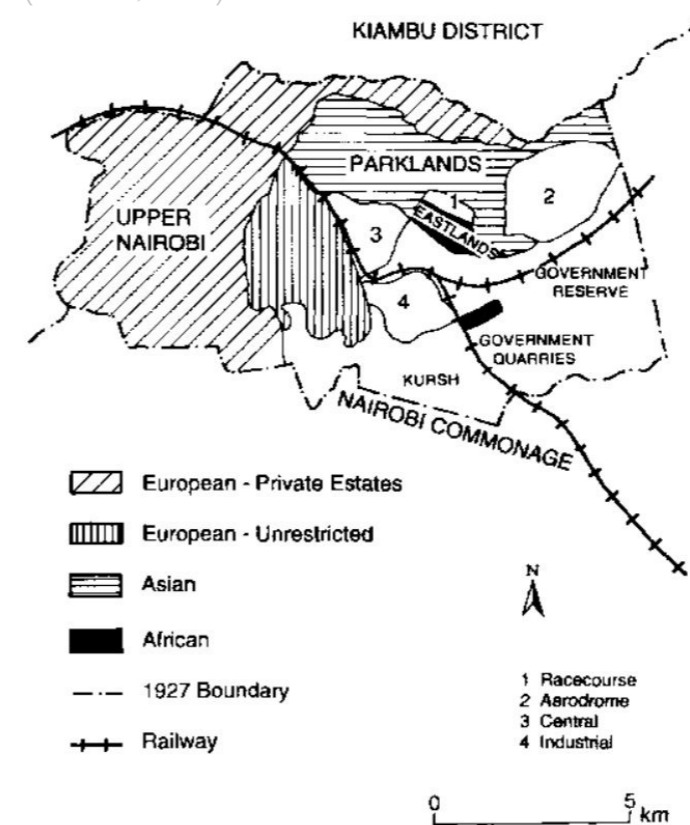 KIAMBU DISTRICT
PARKLANDS
1
2
UPPER
NAIROBI
EASTLANDS
3
GOVERNMENT
RESERVE
4
GOVERNMENT
QUARRIES
KURSH
NAIROBI COMMONAGE
European - Private Estates
European - Unrestricted
Asian
African
1927 Boundary
Railway
N
1 Racecourse
2 Aerodrome
3 Central
4 Industrial
0 5 km